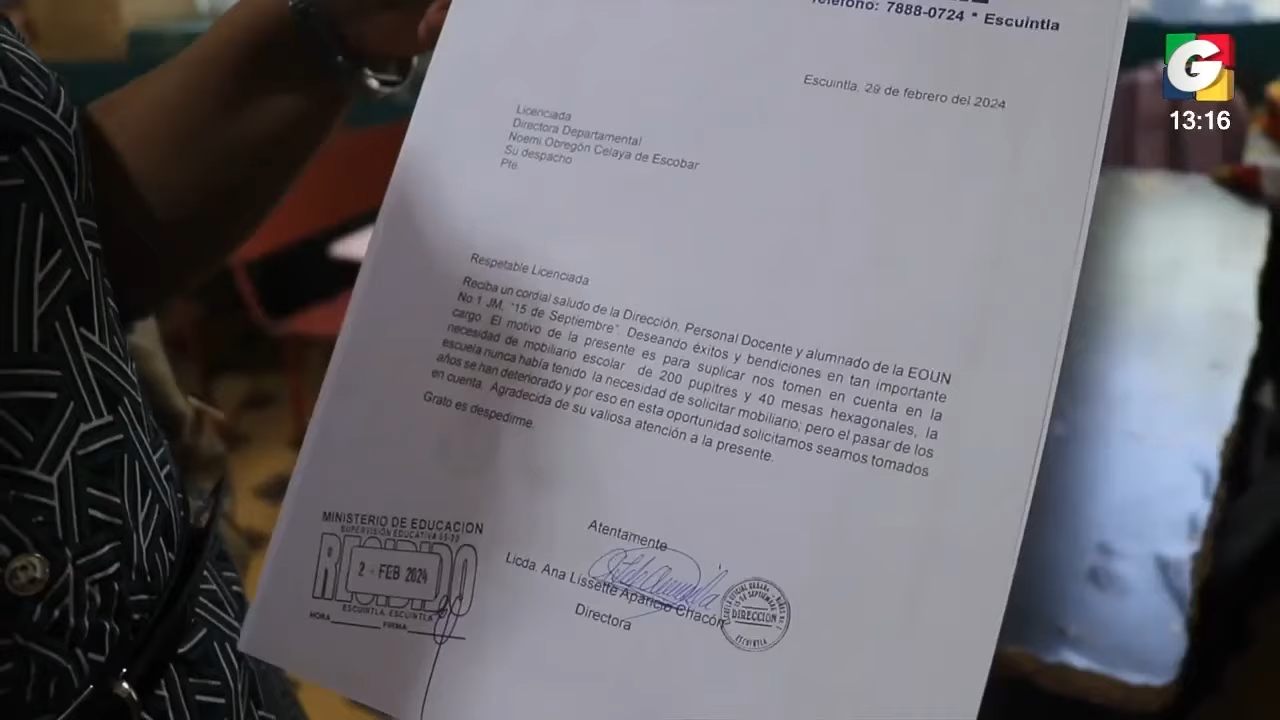 Teléfono: 7888-0724 * Escuintla
G
13:16
Escuintla, 29 de febrero del 2024
Licenciada
Directora Departamental
Noemi Obregón Celaya de Escobar
Su despacho
Pte.
Respetable Licenciada
Reciba un cordial saludo de la Dirección, Personal Docente y alumnado de la EOUN
No.1 JM, "15 de Septiembre". Deseando éxitos y bendiciones en tan importante
cargo. El motivo de la presente es para suplicar nos tomen en cuenta en la
necesidad de mobiliario escolar de 200 pupitres y 40 mesas hexagonales, la
escuela nunca había tenido la necesidad de solicitar mobiliario; pero el pasar de los
años se han deteriorado y por eso en esta oportunidad solicitamos seamos tomados
en cuenta. Agradecida de su valiosa atención a la presente.
Grato es despedirme.
MINISTERIO DE EDUCACION
SUPERVISIÓN EDUCATIVA
RECIBIDO
2 - FEB 2024
ESCUINTLA, ESCUINTLA
HORA FIRMA
Atentamente
Licda. Ana Lissette Aparicio Chacón
Directora
DIRECCION
ESCUINTLA